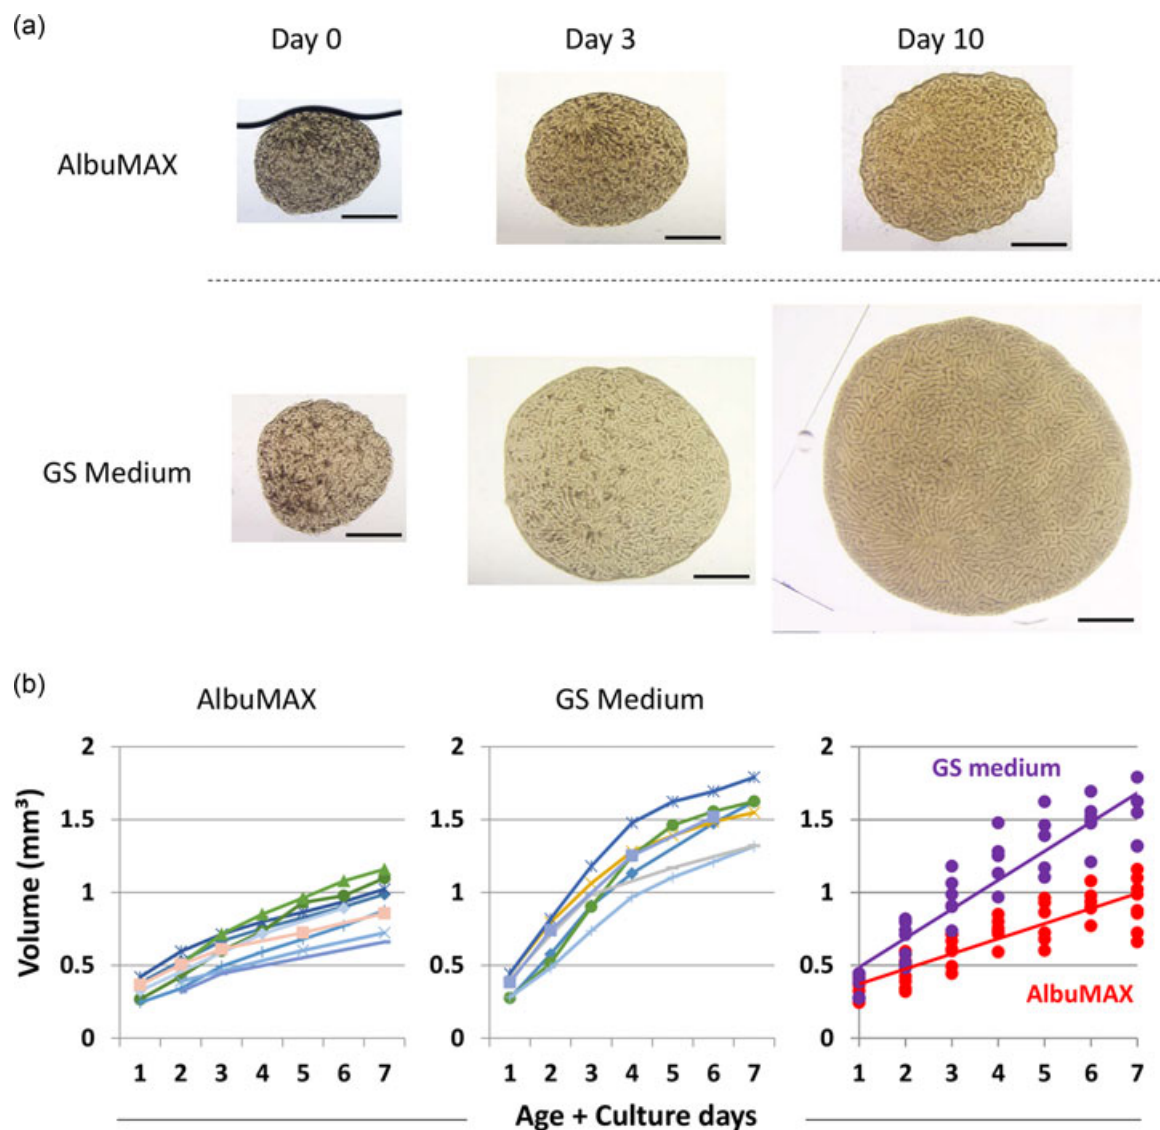 (a)
Day 0 Day 3 Day 10
AlbuMAX
GS Medium
(b)
AlbuMAX GS Medium
Volume (mm³)
2 2 2
GS medium
1.5 1.5 1.5
1 1 1
0.5 0.5 0.5
AlbuMAX
0 0 0
1 2 3 4 5 6 7 1 2 3 4 5 6 7 1 2 3 4 5 6 7
Age + Culture days